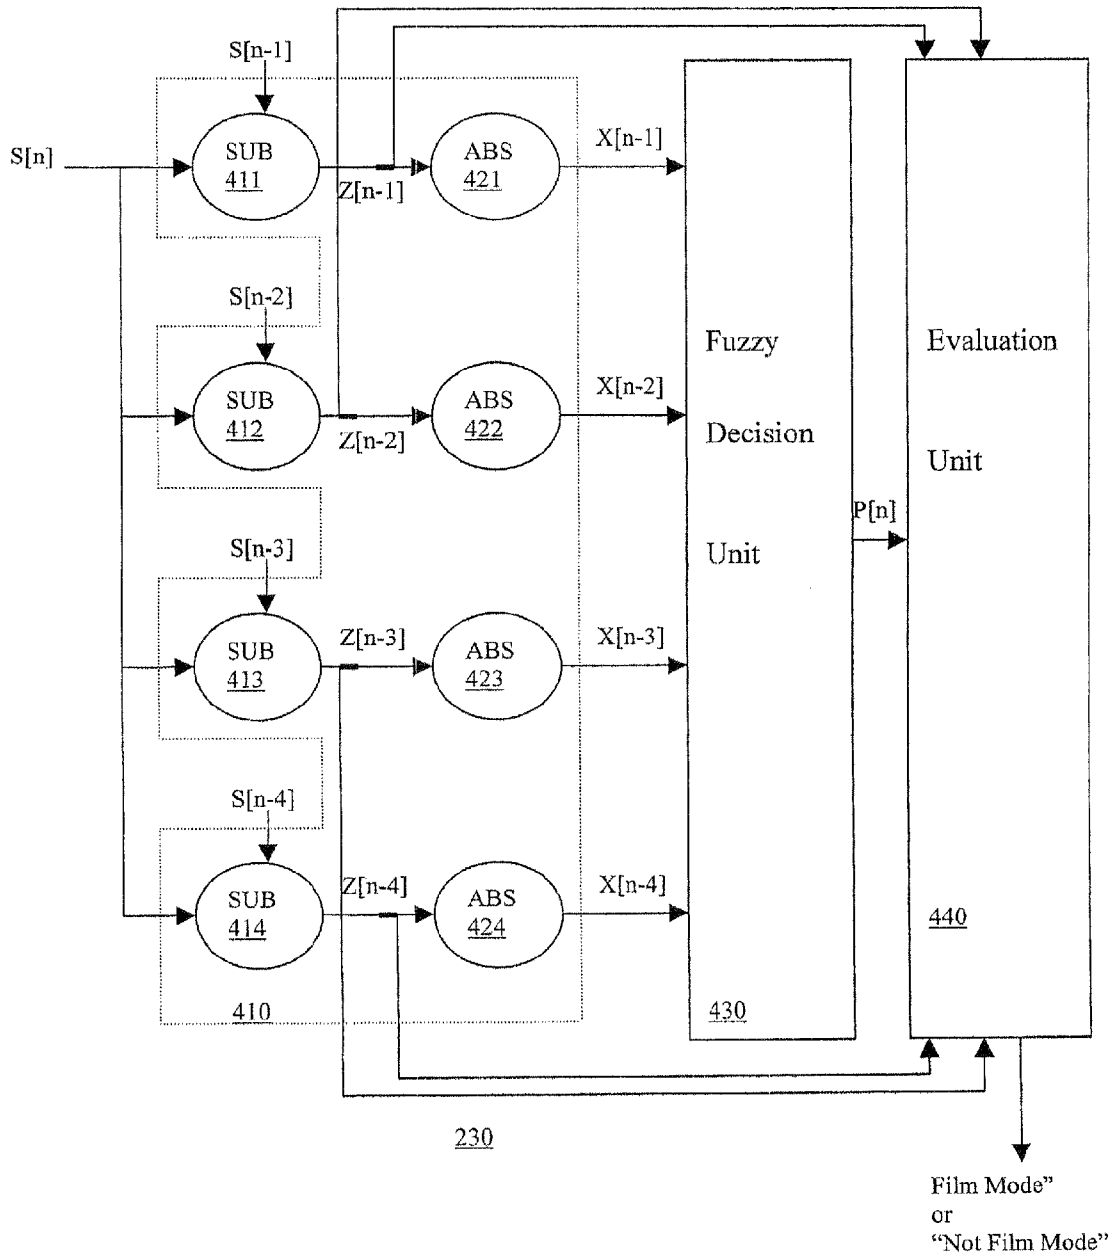 S[n-1]
S[n]
SUB
411
Z[n-1]
ABS
421
X[n-1]
S[n-2]
SUB
412
Z[n-2]
ABS
422
X[n-2]
Fuzzy
Decision
Unit
Evaluation
Unit
P[n]
S[n-3]
SUB
413
Z[n-3]
ABS
423
X[n-3]
S[n-4]
SUB
414
Z[n-4]
ABS
424
X[n-4]
410
430
440
230
Film Mode”
or
“Not Film Mode”